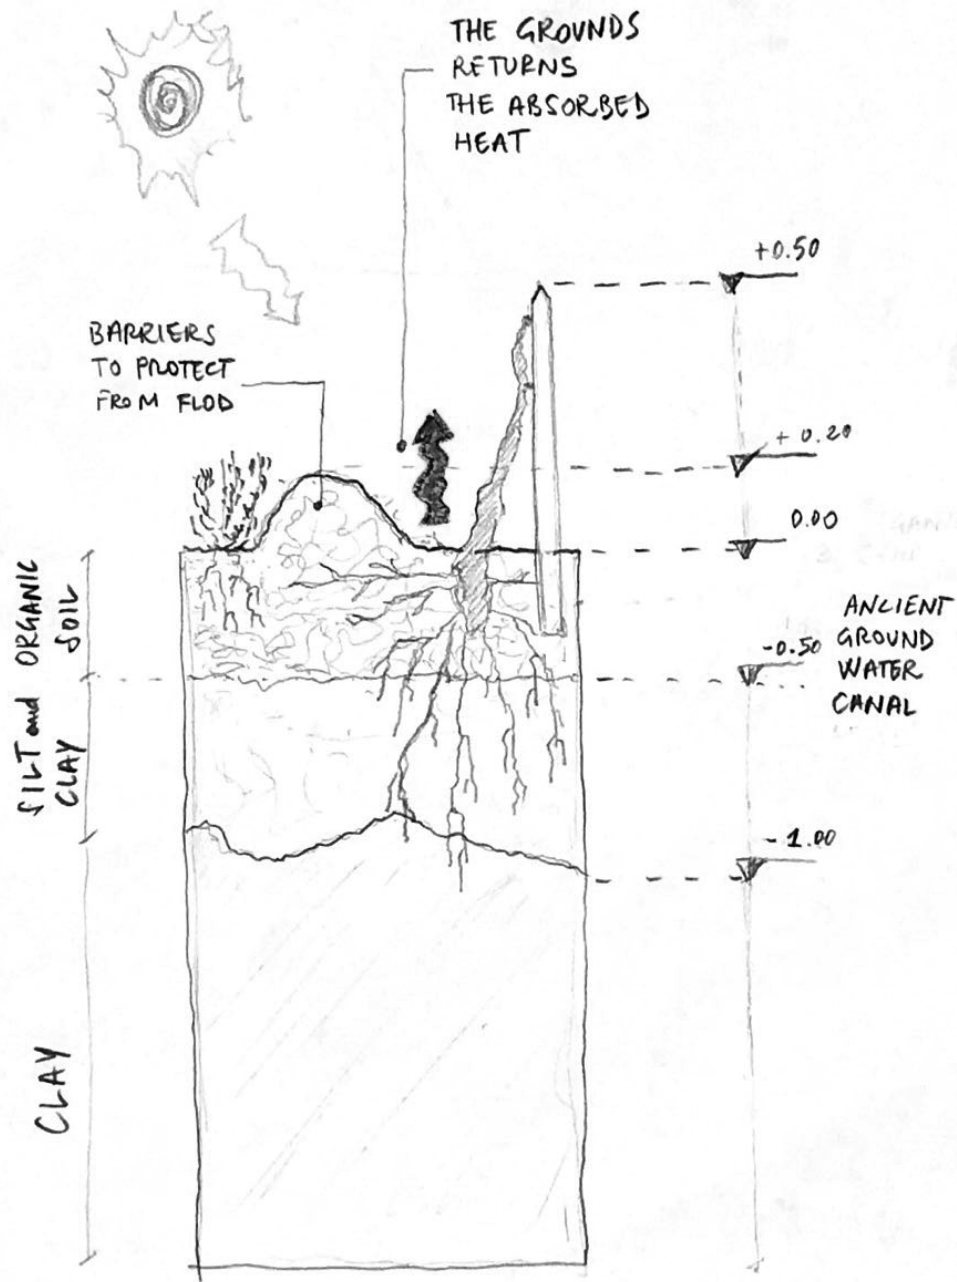 THE GROUNDS
RETURNS
THE ABSORBED
HEAT
+0.50
BARRIERS
TO PROTECT
FROM FLOD
+ 0.20
0.00
ORGANIC
SOIL
ANCIENT
GROUND
WATER
CANAL
-0.50
SILT and
CLAY
- 1.00
CLAY